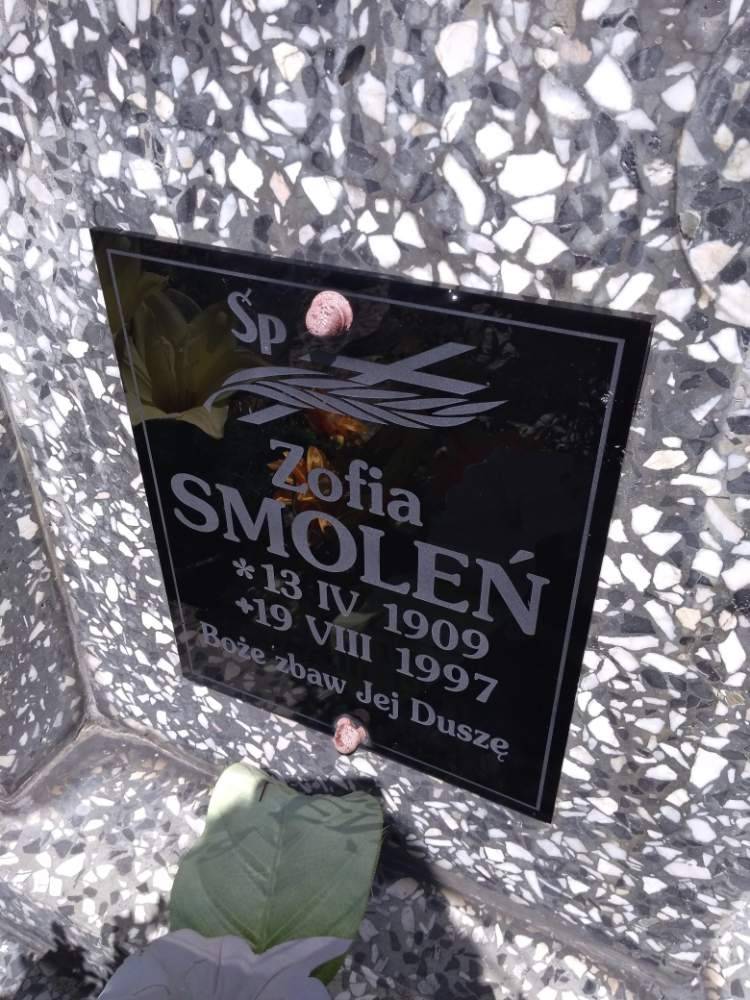 Śp
Zofia
SMOLEŃ
*13 IV 1909
+19 VIII 1997
Boże zbaw Jej Duszę